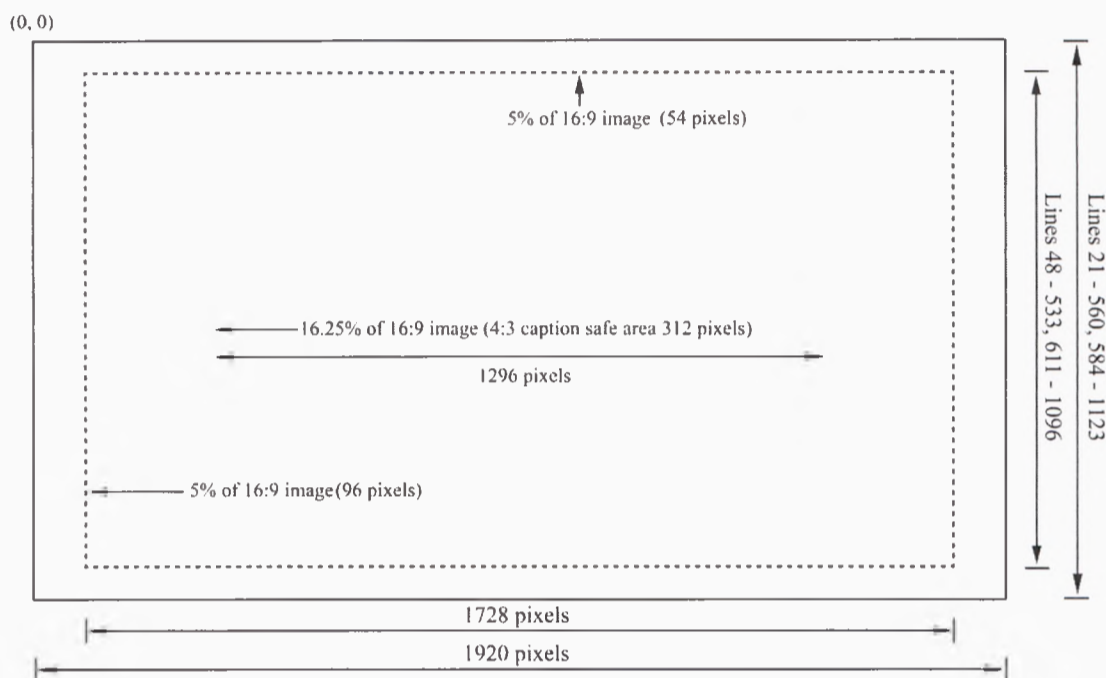 (0, 0)
5% of 16:9 image (54 pixels)
16.25% of 16:9 image (4:3 caption safe area 312 pixels)
1296 pixels
5% of 16:9 image(96 pixels)
1728 pixels
1920 pixels
Lines 48 - 533, 611 - 1096
Lines 21 - 560, 584 - 1123